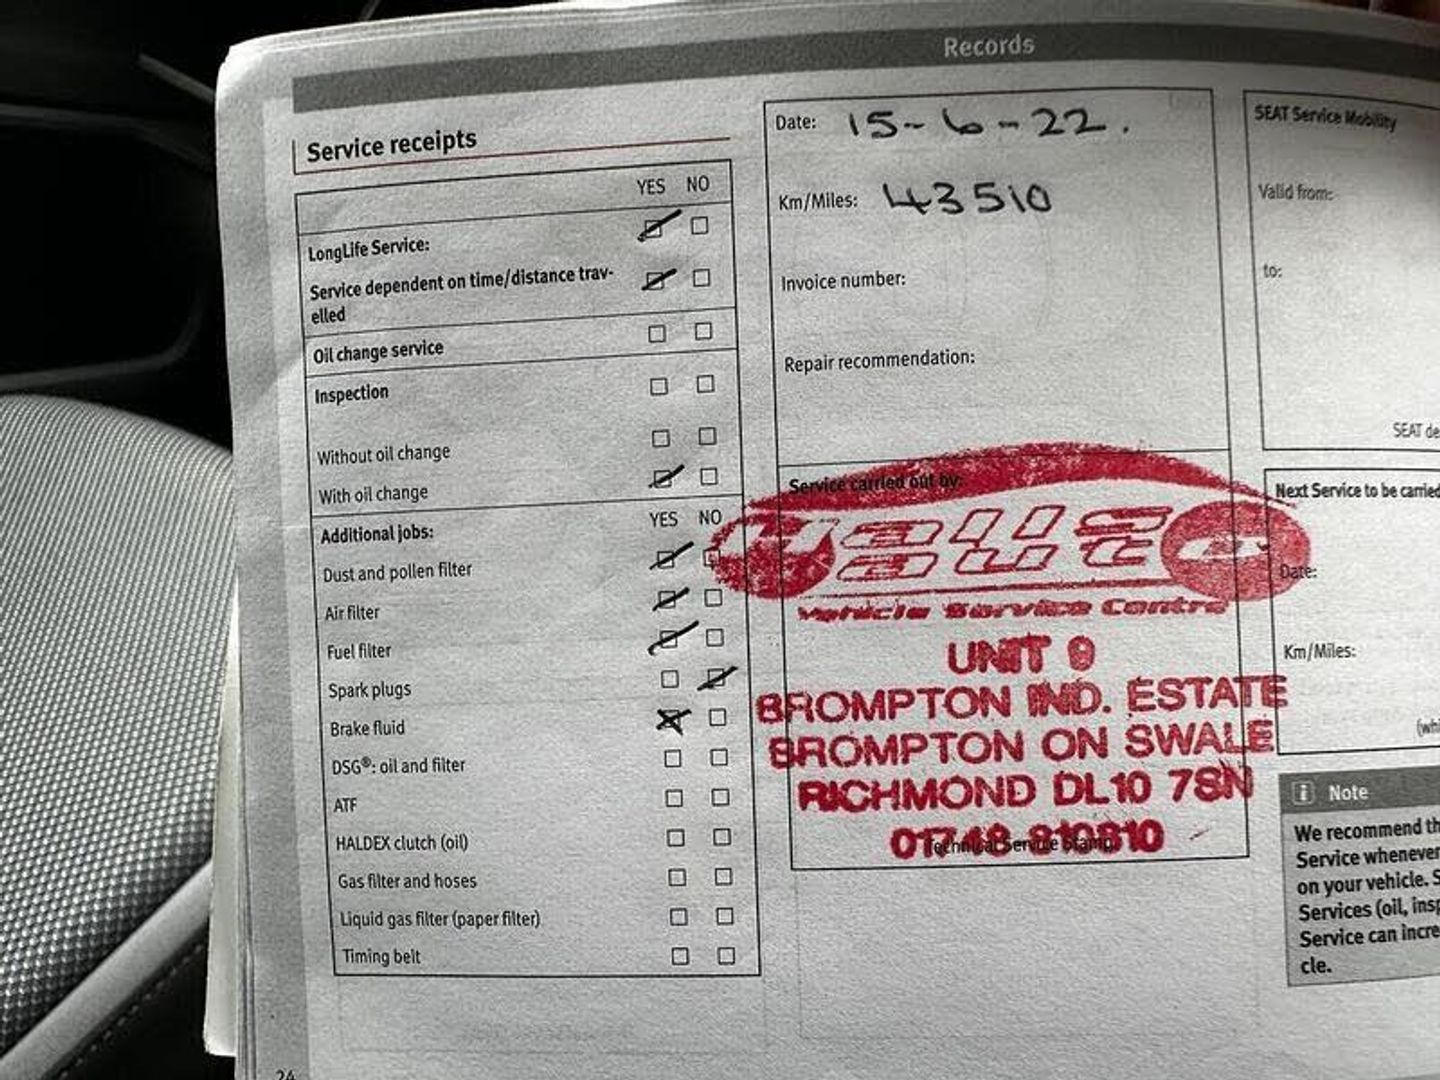 Records
Service receipts
YES NO
LongLife Service:
Service dependent on time/distance trav-
elled
Oil change service
Inspection
Without oil change
With oil change
Additional jobs:
YES NO
Dust and pollen filter
Air filter
Fuel filter
Spark plugs
Brake fluid
DSG®: oil and filter
ATF
HALDEX clutch (oil)
Gas filter and hoses
Liquid gas filter (paper filter)
Timing belt
24
Date: 15-6-22.
Km/Miles: 43510
Invoice number:
Repair recommendation:
Service carried out by:
auto
Vehicle Service Centre
UNIT 9
BROMPTON IND. ESTATE
BROMPTON ON SWALE
RICHMOND DL10 7SN
01748 810810
Technical Service Stamp
SEAT Service Mobility
Valid from:
to:
SEAT de
Next Service to be carried
Date:
Km/Miles:
(whi
i Note
We recommend th
Service whenever
on your vehicle. S
Services (oil, insp
Service can incre
cle.